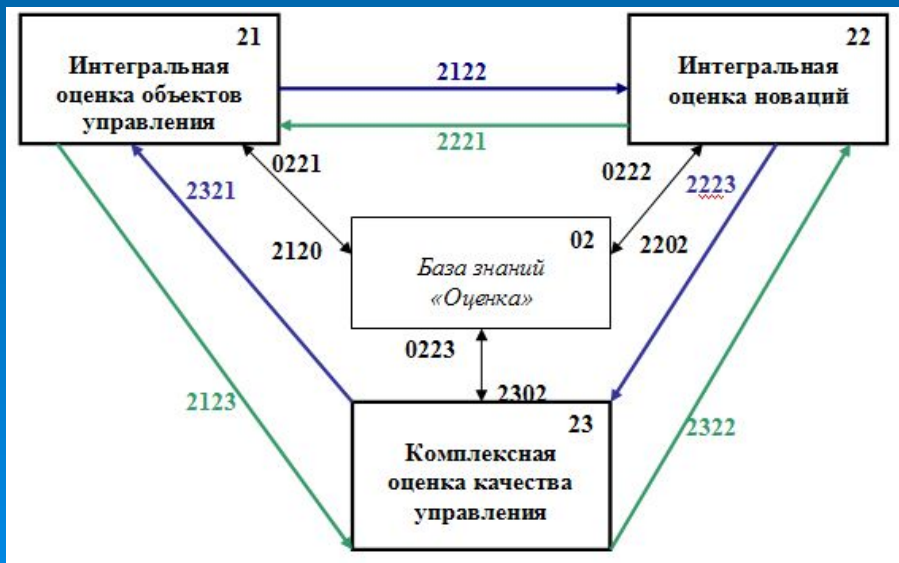 21
Интегральная
оценка объектов
управления
22
Интегральная
оценка новаций
2122
2221
0221
2321
0222
2223
2120
02
База знаний
«Оценка»
2202
0223
2302
2123
2322
23
Комплексная
оценка качества
управления